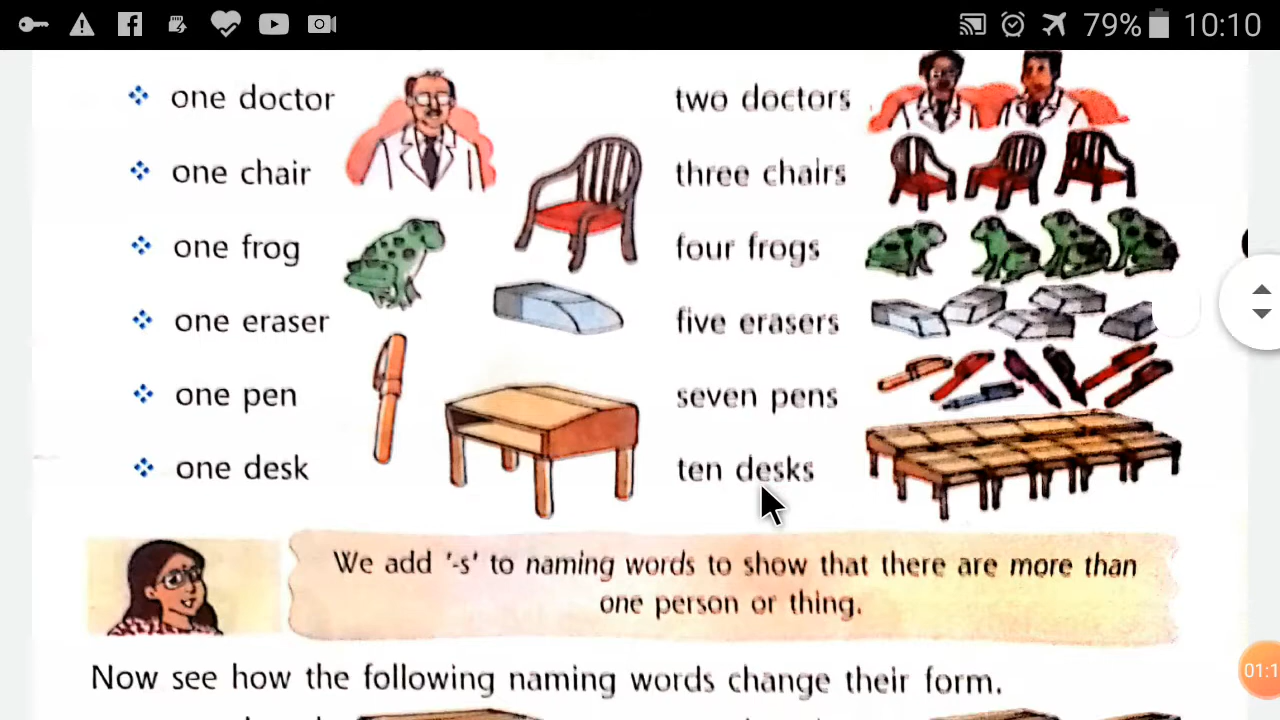 79% 10:10
one doctor two doctors
one chair three chairs
one frog four frogs
one eraser five erasers
one pen seven pens
one desk ten desks
We add '-s' to naming words to show that there are more than
one person or thing.
Now see how the following naming words change their form.
01:1